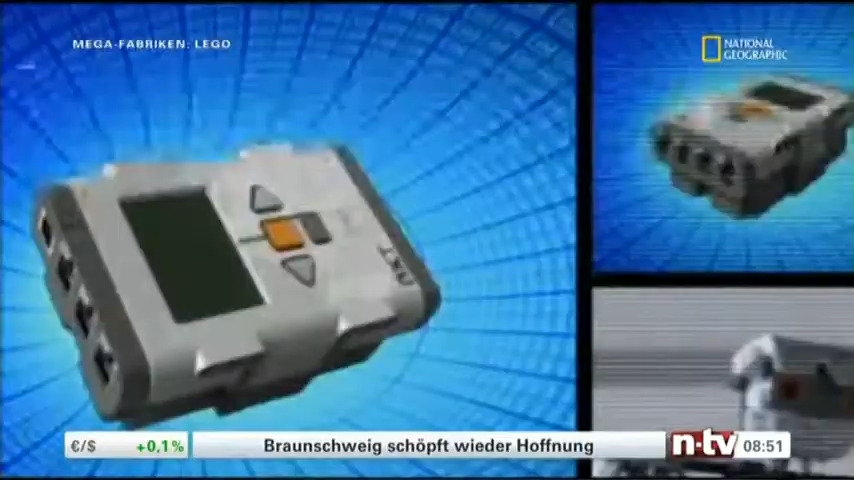 MEGA-FABRIKEN: LEGO
NATIONAL
GEOGRAPHIC
NXT
€/$ +0,1% Braunschweig schöpft wieder Hoffnung n-tv 08:51